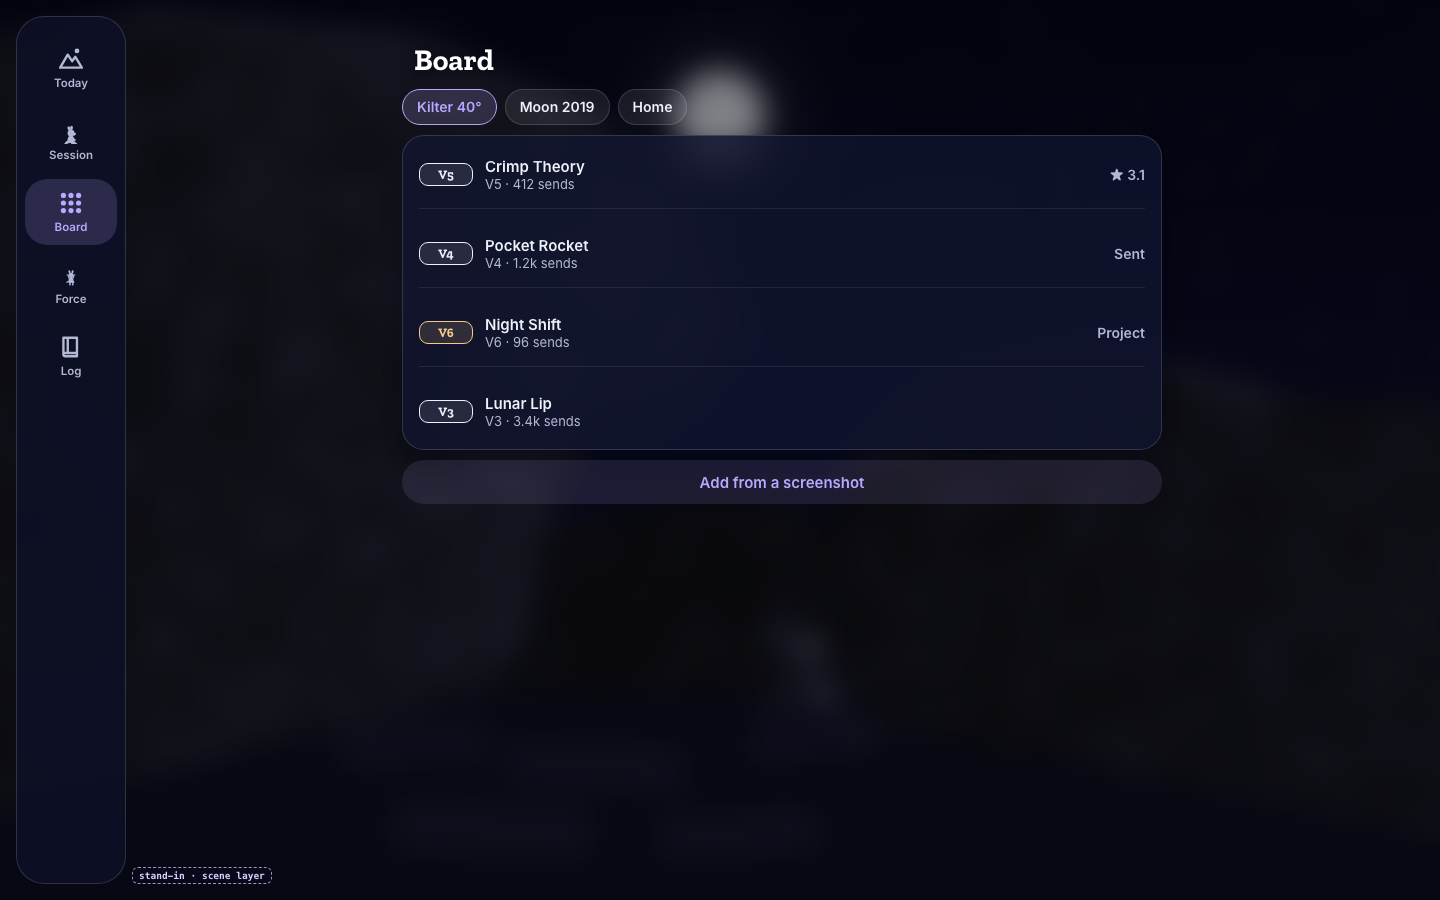 Today
Session
Board
Force
Log
Board
Kilter 40°
Moon 2019
Home
V5
Crimp Theory
V5 · 412 sends
★ 3.1
V4
Pocket Rocket
V4 · 1.2k sends
Sent
V6
Night Shift
V6 · 96 sends
Project
V3
Lunar Lip
V3 · 3.4k sends
Add from a screenshot
stand-in · scene layer